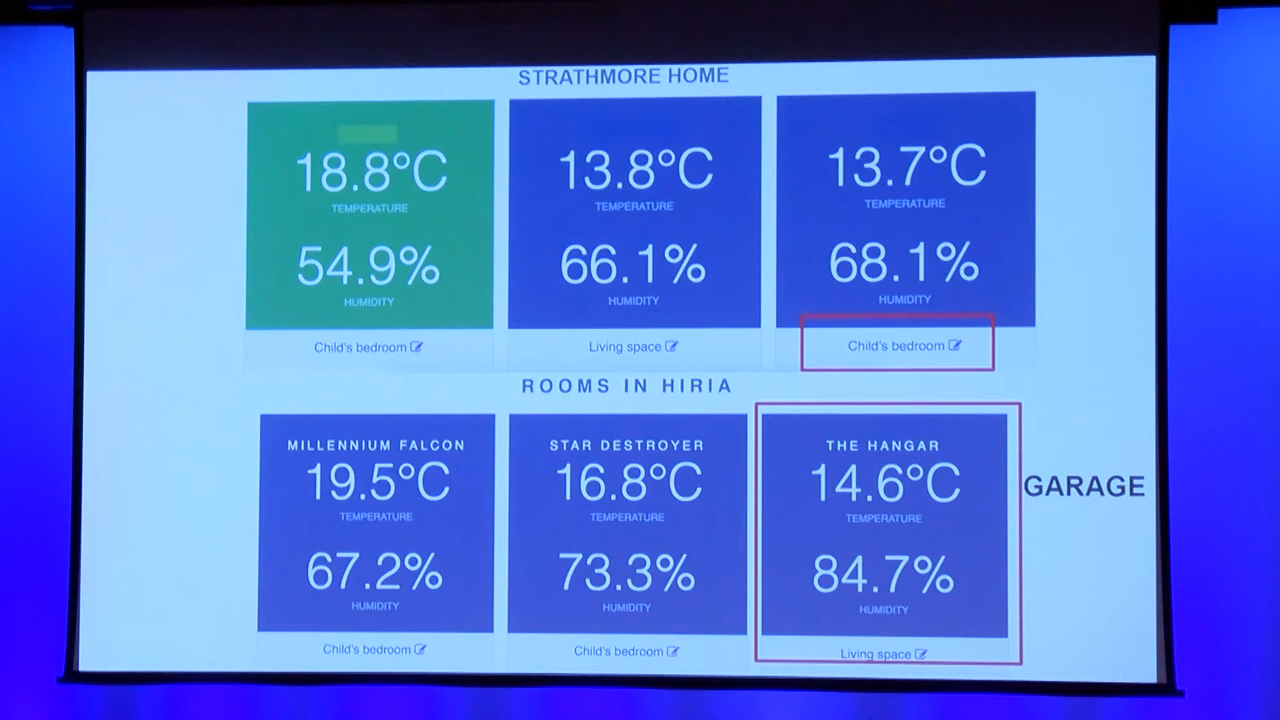 STRATHMORE HOME
18.8°C
TEMPERATURE
54.9%
HUMIDITY
Child's bedroom
13.8°C
TEMPERATURE
66.1%
HUMIDITY
Living space
13.7°C
TEMPERATURE
68.1%
HUMIDITY
Child's bedroom
ROOMS IN HIRIA
MILLENNIUM FALCON
19.5°C
TEMPERATURE
67.2%
HUMIDITY
Child's bedroom
STAR DESTROYER
16.8°C
TEMPERATURE
73.3%
HUMIDITY
Child's bedroom
THE HANGAR
14.6°C
TEMPERATURE
84.7%
HUMIDITY
Living space
GARAGE